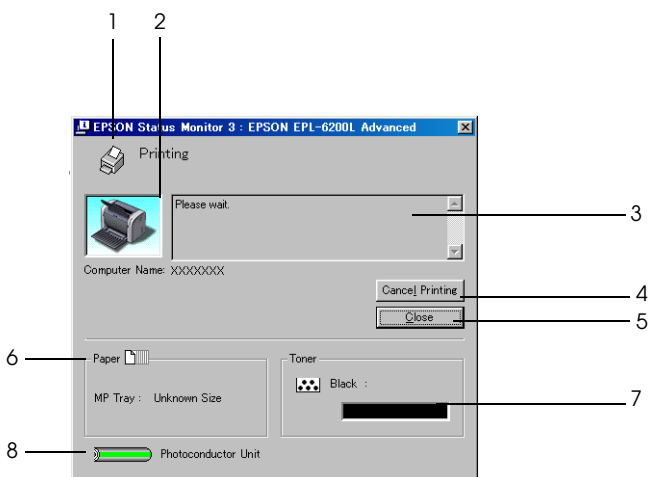 1 2
EPSON Status Monitor 3 : EPSON EPL-6200L Advanced
Printing
Please wait.
3
Computer Name: XXXXXXX
Cancel Printing
4
Close
5
6
Paper
Toner
Black :
MP Tray : Unknown Size
7
8
Photoconductor Unit